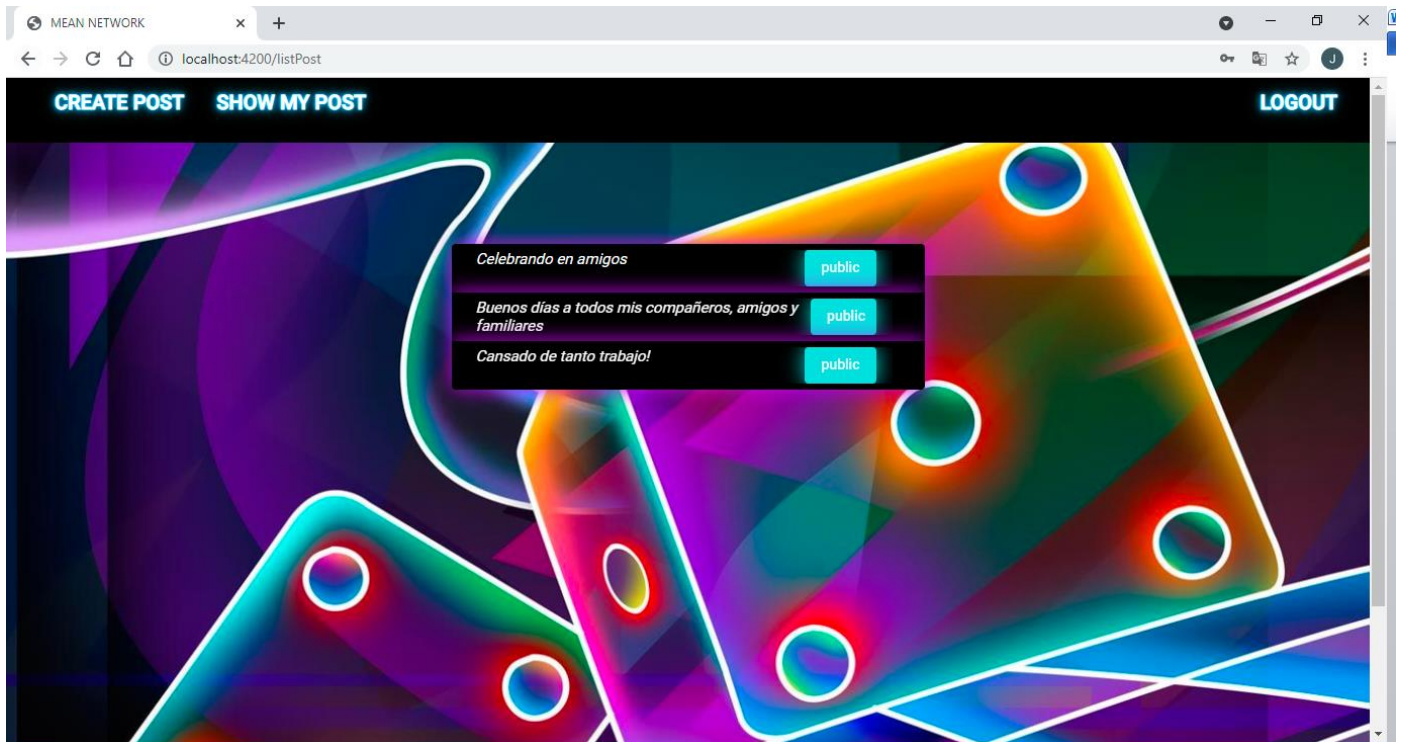 MEAN NETWORK
localhost:4200/listPost
J
CREATE POST SHOW MY POST LOGOUT
Celebrando en amigos public
Buenos días a todos mis compañeros, amigos y public
familiares
Cansado de tanto trabajo! public